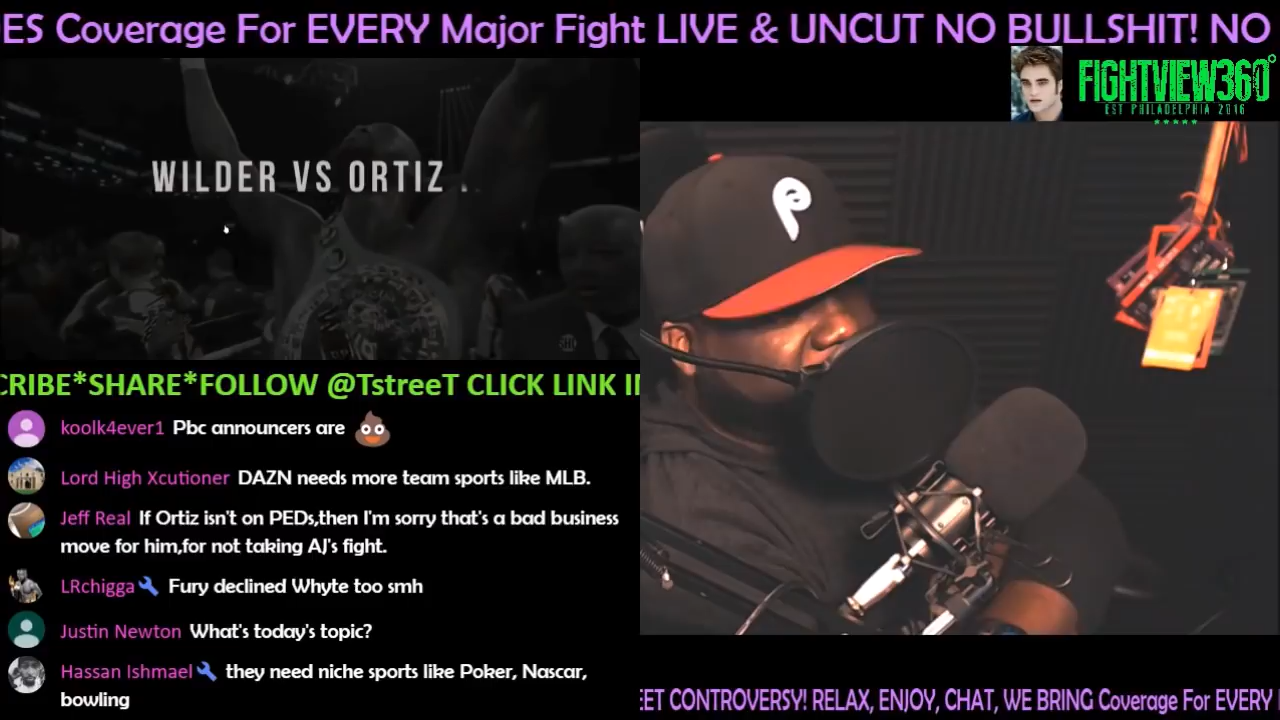 ES Coverage For EVERY Major Fight LIVE & UNCUT NO BULLSHIT! NO
FIGHTVIEW360°
EST PHILADELPHIA 2016
WILDER VS ORTIZ ..
P
CRIBE*SHARE*FOLLOW @TstreeT CLICK LINK I
koolk4ever1 Pbc announcers are 💩
Lord High Xcutioner DAZN needs more team sports like MLB.
Jeff Real If Ortiz isn't on PEDs,then I'm sorry that's a bad business
move for him,for not taking AJ's fight.
LRchigga🔧 Fury declined Whyte too smh
Justin Newton What's today's topic?
Hassan Ishmael🔧 they need niche sports like Poker, Nascar,
bowling
EET CONTROVERSY! RELAX, ENJOY, CHAT, WE BRING Coverage For EVERY